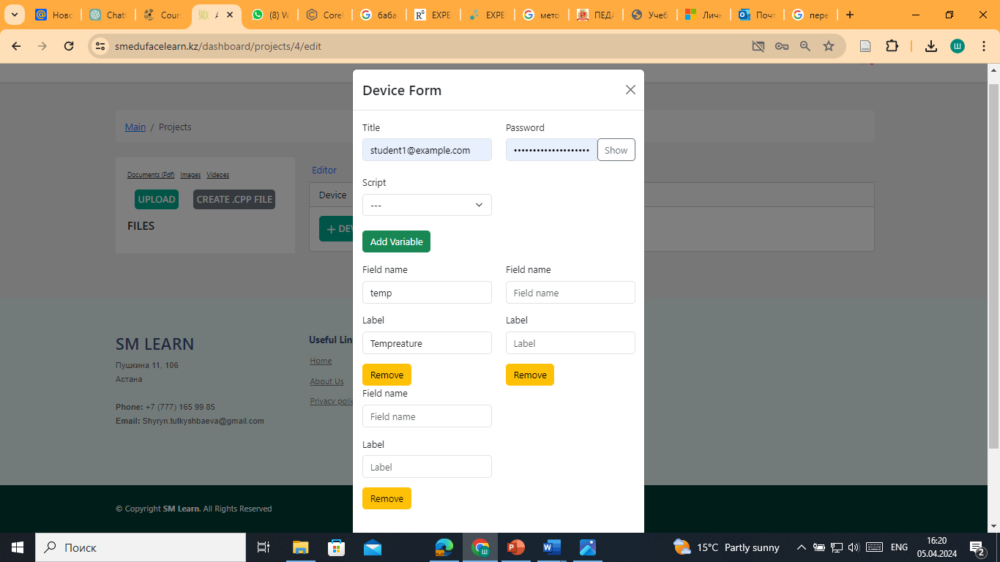 Новс
ChatG
Cour
A
(8) W
Corel
баба
EXPE
EXPE
мето
ПЕДА
Учеб
Личн
Почт
пере
smedufacelearn.kz/dashboard/projects/4/edit
Ш
Device Form
Main / Projects
Title
Password
student1@example.com
Show
Documents (Pdf) Images Videoes
Editor
Script
UPLOAD
CREATE .CPP FILE
Device
---
FILES
+ DEV
Add Variable
Field name
Field name
temp
Field name
Label
Label
Tempreature
Label
Remove
Remove
Field name
Field name
Label
Label
Remove
SM LEARN
Пушкина 11, 106
Астана
Phone: +7 (777) 165 99 85
Email: Shyryn.tutkyshbaeva@gmail.com
Useful Lin
Home
About Us
Privacy polic
© Copyright SM Learn. All Rights Reserved
Поиск
15°C Partly sunny
ENG
16:20
05.04.2024
2